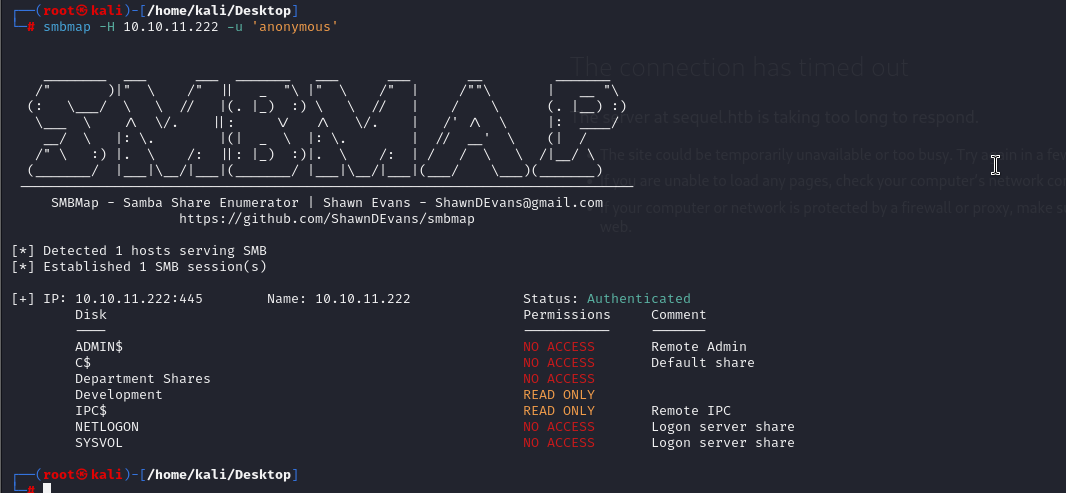 ┌──(root㉿kali)-[/home/kali/Desktop]
└─# smbmap -H 10.10.11.222 -u 'anonymous'
The connection has timed out
The server at sequel.htb is taking too long to respond.
The site could be temporarily unavailable or too busy. Try again in a few
If you are unable to load any pages, check your computer's network co
If your computer or network is protected by a firewall or proxy, make s
web.
SMBMap - Samba Share Enumerator | Shawn Evans - ShawnDEvans@gmail.com
https://github.com/ShawnDEvans/smbmap
[*] Detected 1 hosts serving SMB
[*] Established 1 SMB session(s)
[+] IP: 10.10.11.222:445 Name: 10.10.11.222 Status: Authenticated
Disk Permissions Comment
---- ----------- -------
ADMIN$ NO ACCESS Remote Admin
C$ NO ACCESS Default share
Department Shares NO ACCESS
Development READ ONLY
IPC$ READ ONLY Remote IPC
NETLOGON NO ACCESS Logon server share
SYSVOL NO ACCESS Logon server share
┌──(root㉿kali)-[/home/kali/Desktop]
└─#